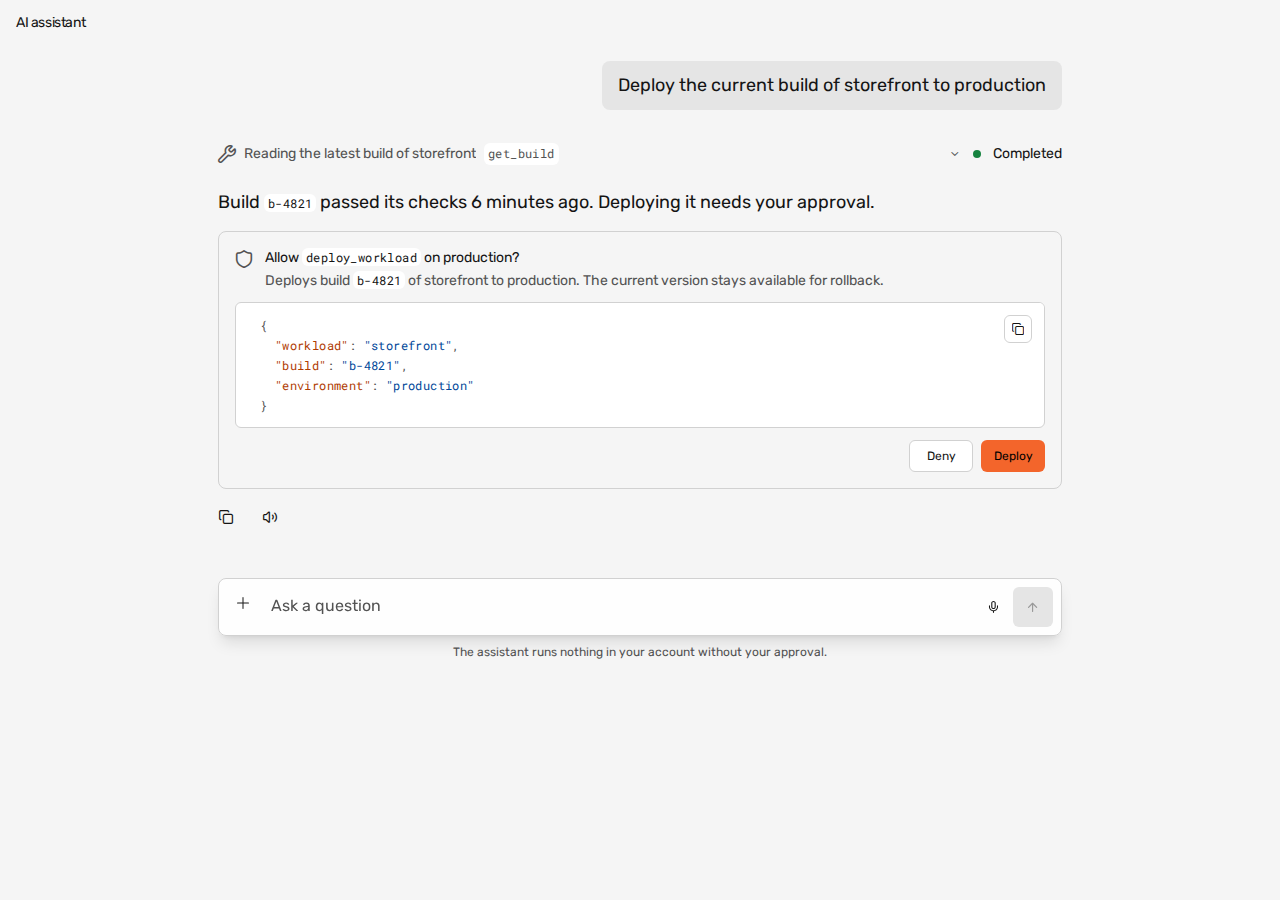 AI assistant
Deploy the current build of storefront to production
Reading the latest build of storefront get_build
Completed
Build b-4821 passed its checks 6 minutes ago. Deploying it needs your approval.
Allow deploy_workload on production?
Deploys build b-4821 of storefront to production. The current version stays available for rollback.
{
"workload": "storefront",
"build": "b-4821",
"environment": "production"
}
Deny
Deploy
Ask a question
The assistant runs nothing in your account without your approval.